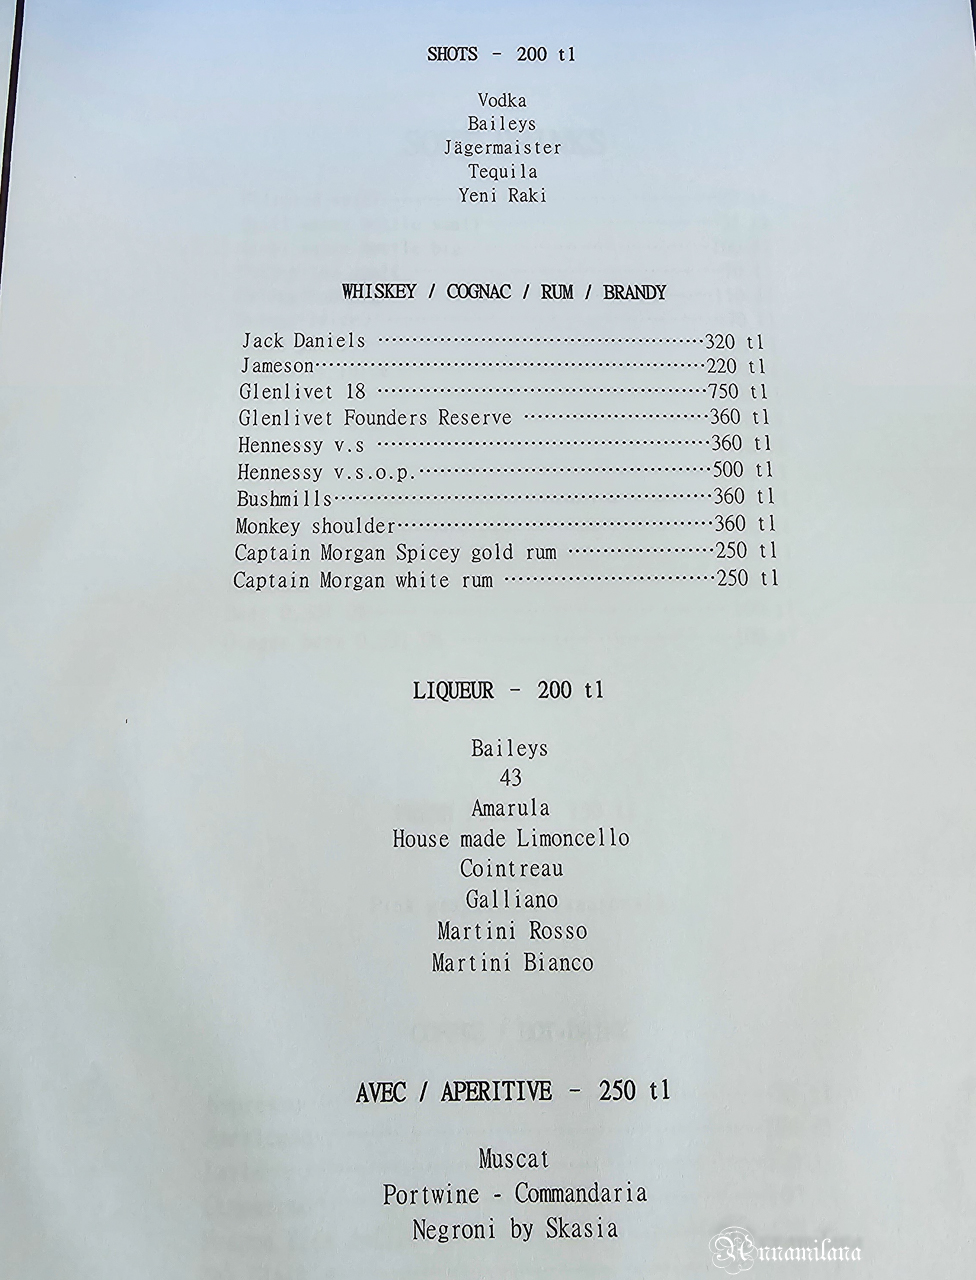 SHOTS - 200 tl
Vodka
Baileys
Jägermaister
Tequila
Yeni Raki
WHISKEY / COGNAC / RUM / BRANDY
Jack Daniels ........................................320 tl
Jameson........................................220 tl
Glenlivet 18 ........................................750 tl
Glenlivet Founders Reserve ........................360 tl
Hennessy v.s ........................................360 tl
Hennessy v.s.o.p.....................................500 tl
Bushmills........................................360 tl
Monkey shoulder......................................360 tl
Captain Morgan Spicey gold rum .....................250 tl
Captain Morgan white rum ...........................250 tl
LIQUEUR - 200 tl
Baileys
43
Amarula
House made Limoncello
Cointreau
Galliano
Martini Rosso
Martini Bianco
AVEC / APERITIVE - 250 tl
Muscat
Portwine - Commandaria
Negroni by Skasia
Annamilana